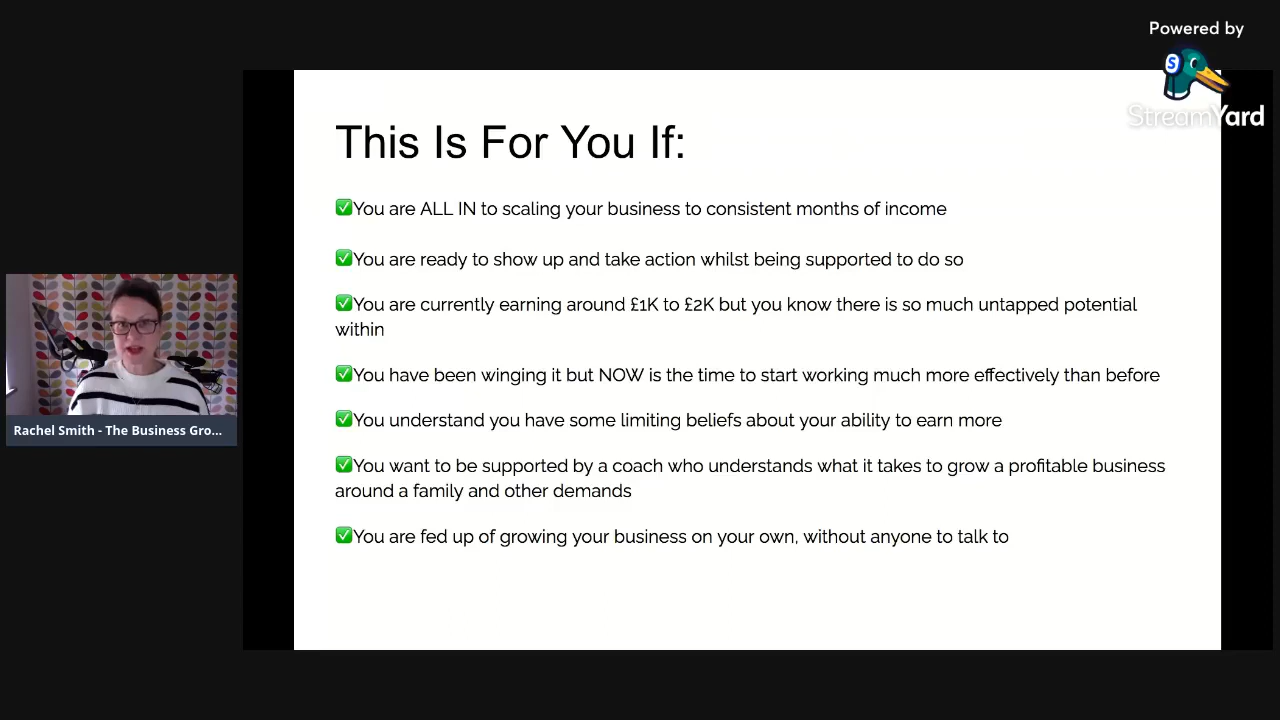 Powered by
S
StreamYard
This Is For You If:
✅You are ALL IN to scaling your business to consistent months of income
✅You are ready to show up and take action whilst being supported to do so
✅You are currently earning around £1K to £2K but you know there is so much untapped potential
within
✅You have been winging it but NOW is the time to start working much more effectively than before
✅You understand you have some limiting beliefs about your ability to earn more
✅You want to be supported by a coach who understands what it takes to grow a profitable business
around a family and other demands
✅You are fed up of growing your business on your own, without anyone to talk to
Rachel Smith - The Business Gro...